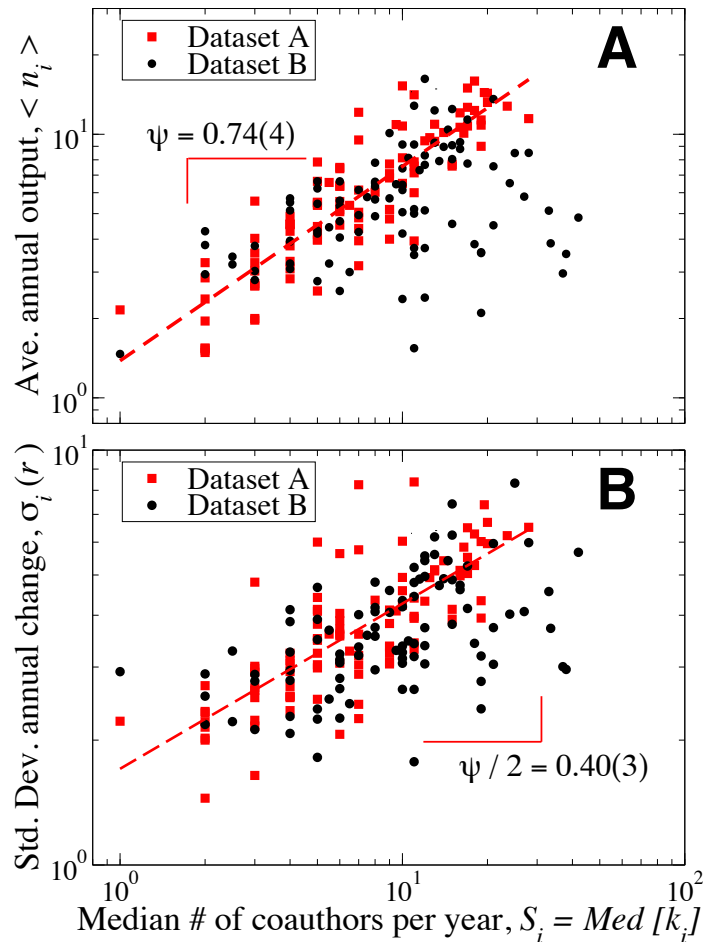 A
Dataset A
Dataset B
ψ = 0.74(4)
Ave. annual output, < n_i >
10^1
10^0
B
Dataset A
Dataset B
ψ / 2 = 0.40(3)
Std. Dev. annual change, σ_i (r)
10^1
10^0
10^0 10^1 10^2
Median # of coauthors per year, S_i = Med [k_i]